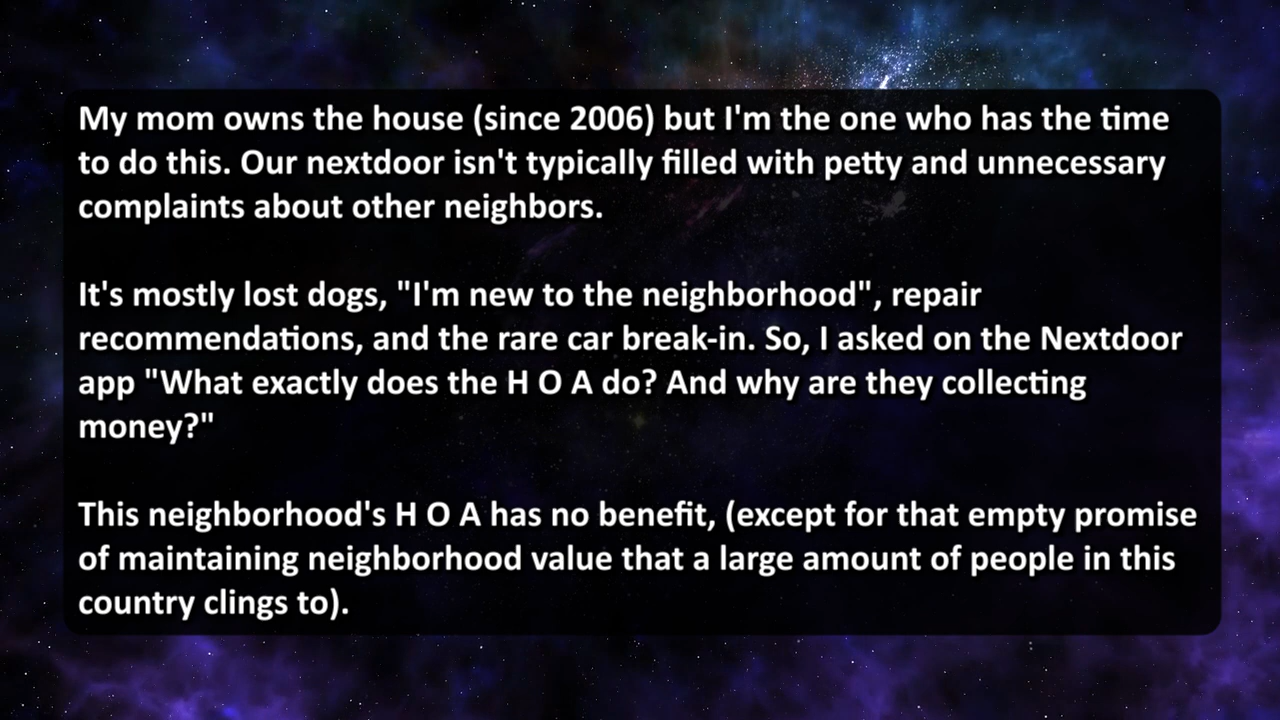 My mom owns the house (since 2006) but I'm the one who has the time
to do this. Our nextdoor isn't typically filled with petty and unnecessary
complaints about other neighbors.
It's mostly lost dogs, "I'm new to the neighborhood", repair
recommendations, and the rare car break-in. So, I asked on the Nextdoor
app "What exactly does the H O A do? And why are they collecting
money?"
This neighborhood's H O A has no benefit, (except for that empty promise
of maintaining neighborhood value that a large amount of people in this
country clings to).